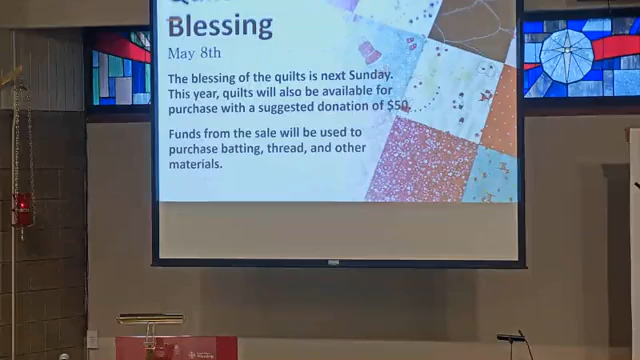 Blessing
May 8th
The blessing of the quilts is next Sunday.
This year, quilts will also be available for
purchase with a suggested donation of $50.
Funds from the sale will be used to
purchase batting, thread, and other
materials.